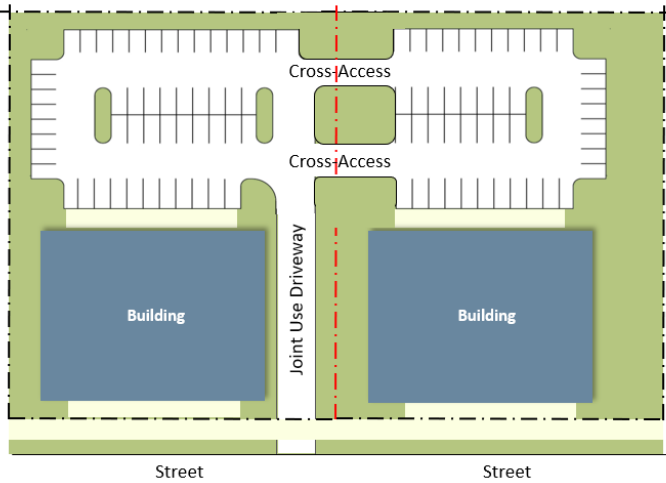 Cross-Access
Cross-Access
Joint Use Driveway
Building
Building
Street
Street